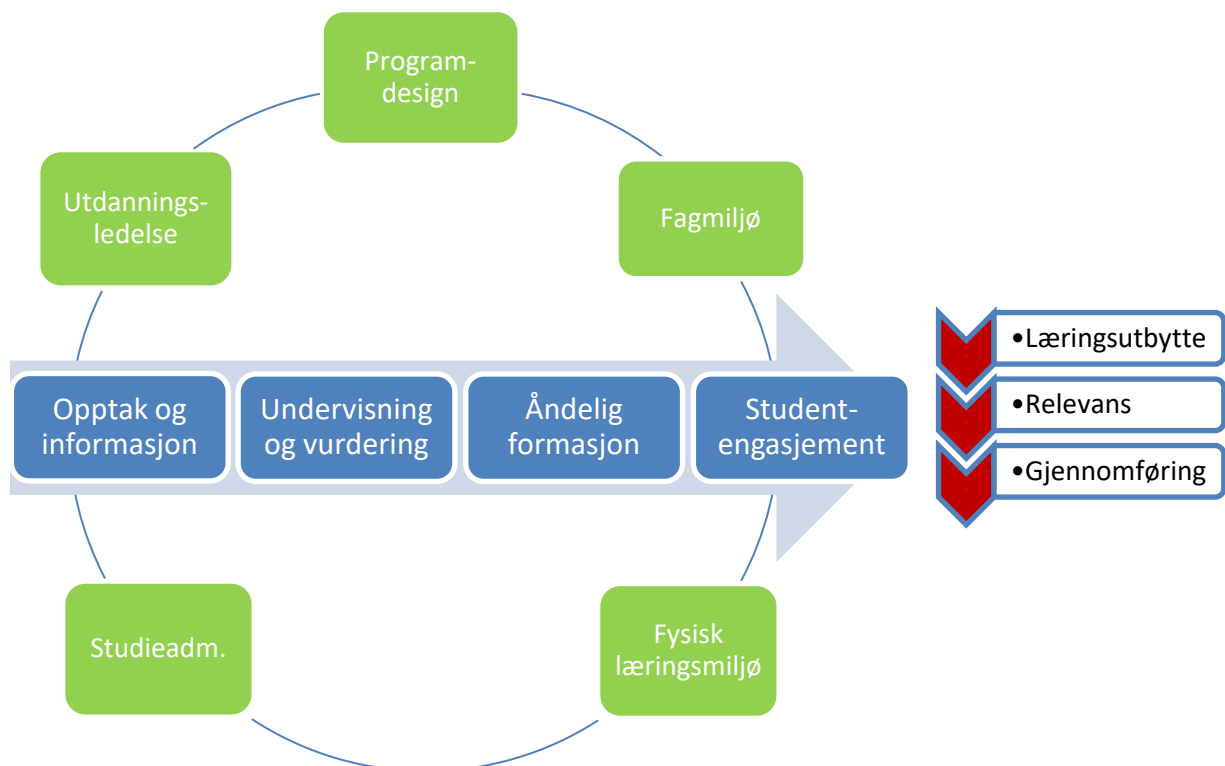 Program-
design
Utdannings-
ledelse
Fagmiljø
Opptak og
informasjon
Undervisning
og vurdering
Åndelig
formasjon
Student-
engasjement
•Læringsutbytte
•Relevans
•Gjennomføring
Studieadm.
Fysisk
læringsmiljø